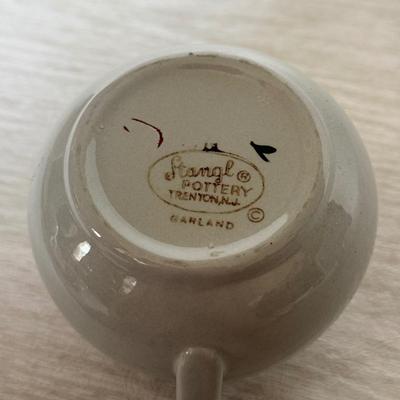 Stangl ®
POTTERY
TRENTON, N.J.
©
GARLAND